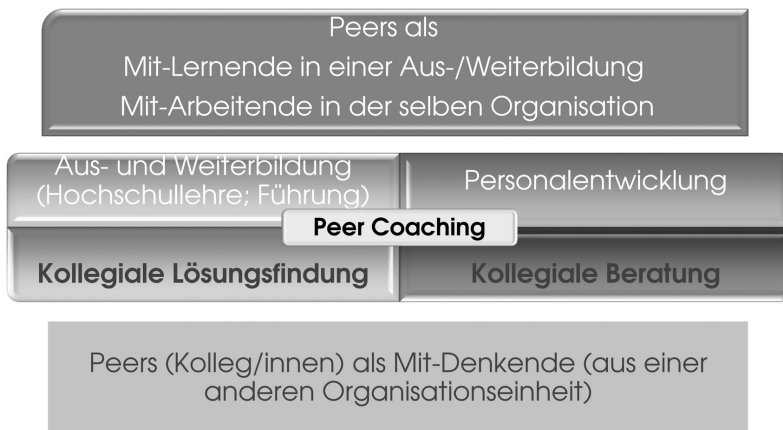 Peers als
Mit-Lernende in einer Aus-/Weiterbildung
Mit-Arbeitende in der selben Organisation
Aus- und Weiterbildung
(Hochschullehre; Führung)
Personalentwicklung
Peer Coaching
Kollegiale Lösungsfindung
Kollegiale Beratung
Peers (Kolleg/innen) als Mit-Denkende (aus einer
anderen Organisationseinheit)